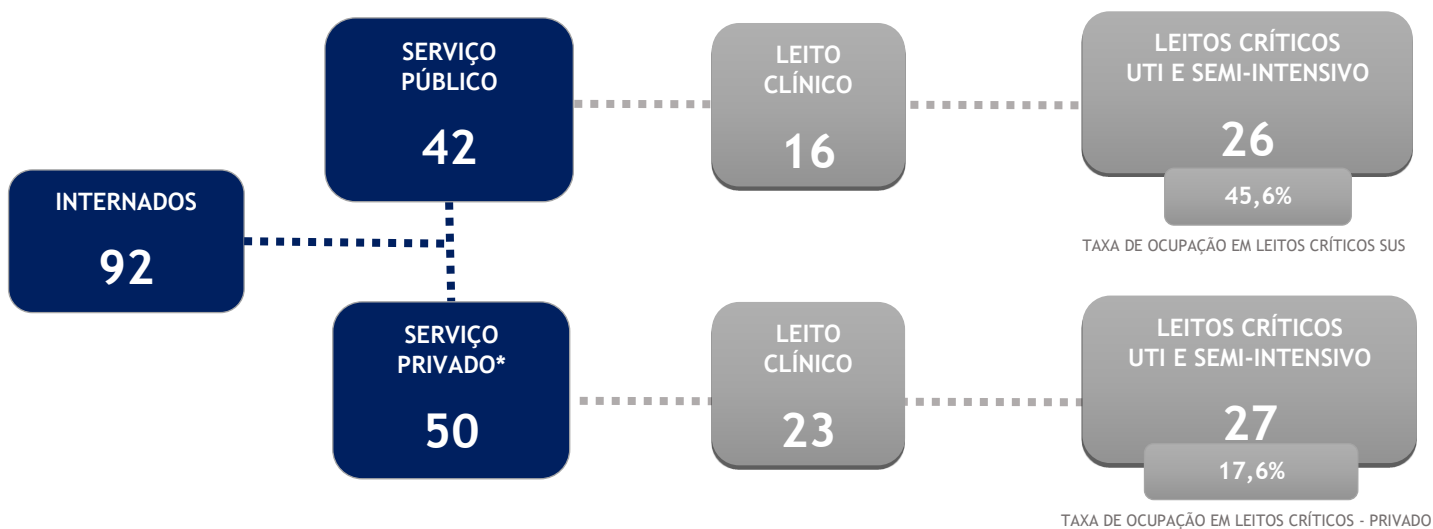 INTERNADOS
92
SERVIÇO
PÚBLICO
42
LEITO
CLÍNICO
16
LEITOS CRÍTICOS
UTI E SEMI-INTENSIVO
26
45,6%
TAXA DE OCUPAÇÃO EM LEITOS CRÍTICOS SUS
SERVIÇO
PRIVADO*
50
LEITO
CLÍNICO
23
LEITOS CRÍTICOS
UTI E SEMI-INTENSIVO
27
17,6%
TAXA DE OCUPAÇÃO EM LEITOS CRÍTICOS - PRIVADO